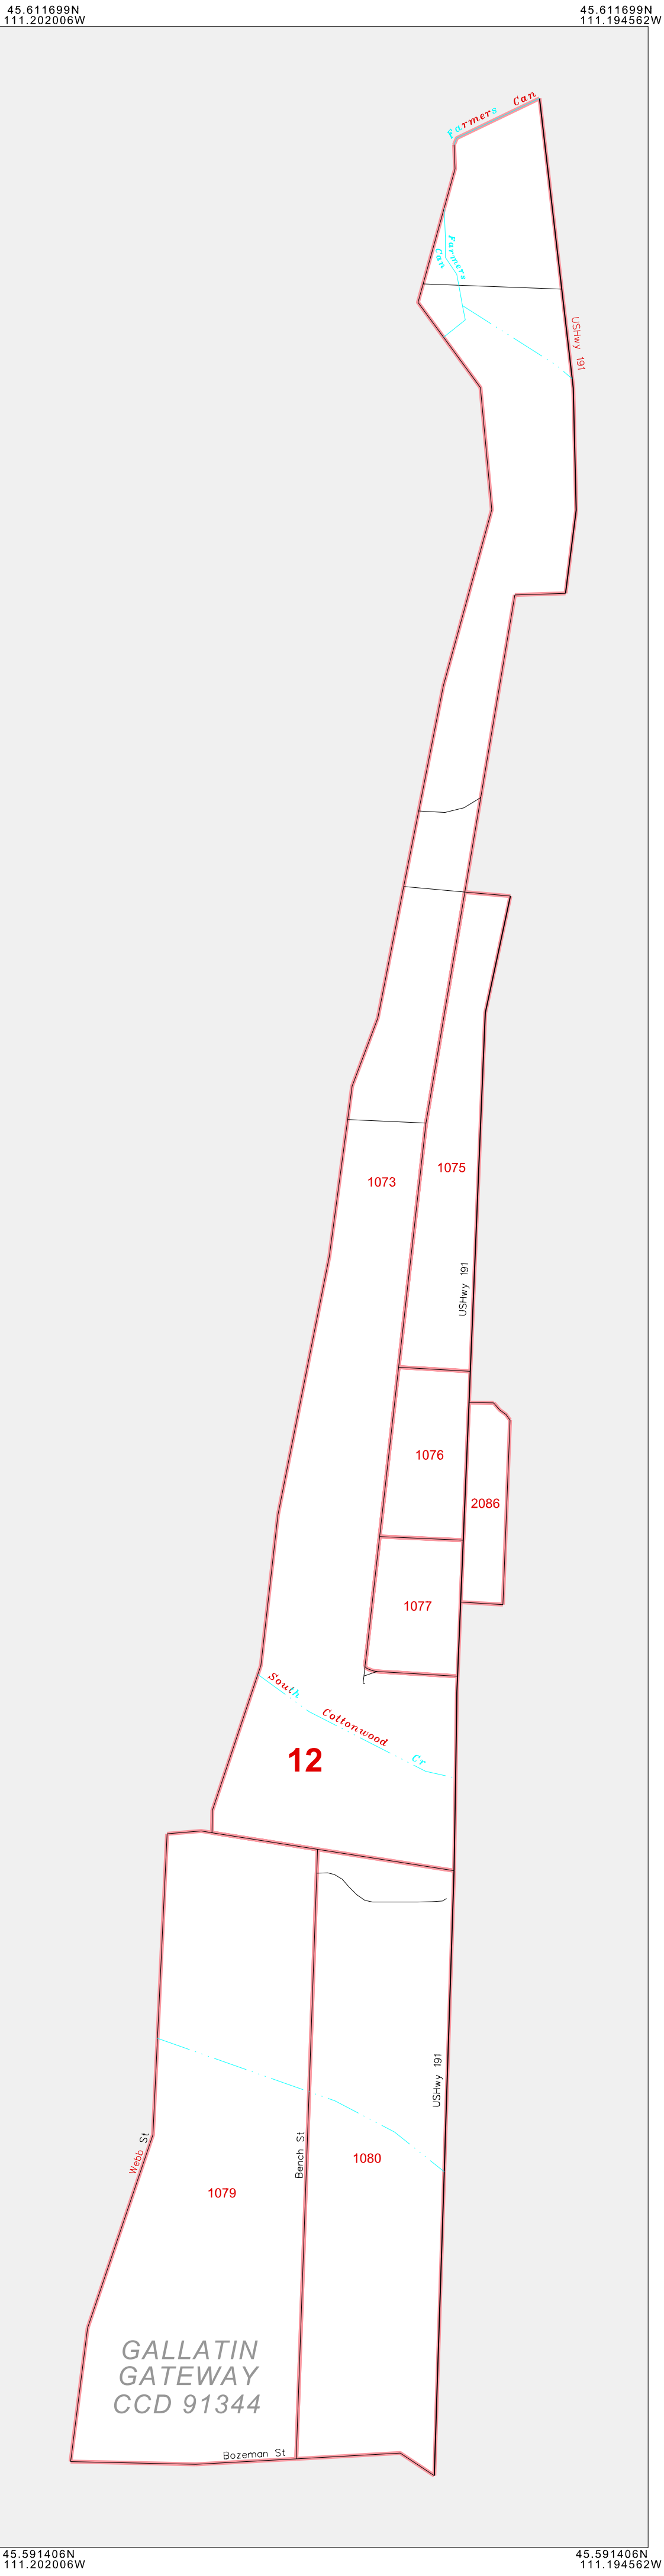 45.611699N
111.202006W
45.611699N
111.194562W
Farmers Can
Farmers
Can
USHwy 191
1075
1073
USHwy 191
1076
2086
1077
South Cottonwood Cr
12
USHwy 191
Webb St
Bench St
1080
1079
GALLATIN
GATEWAY
CCD 91344
Bozeman St
45.591406N
111.202006W
45.591406N
111.194562W